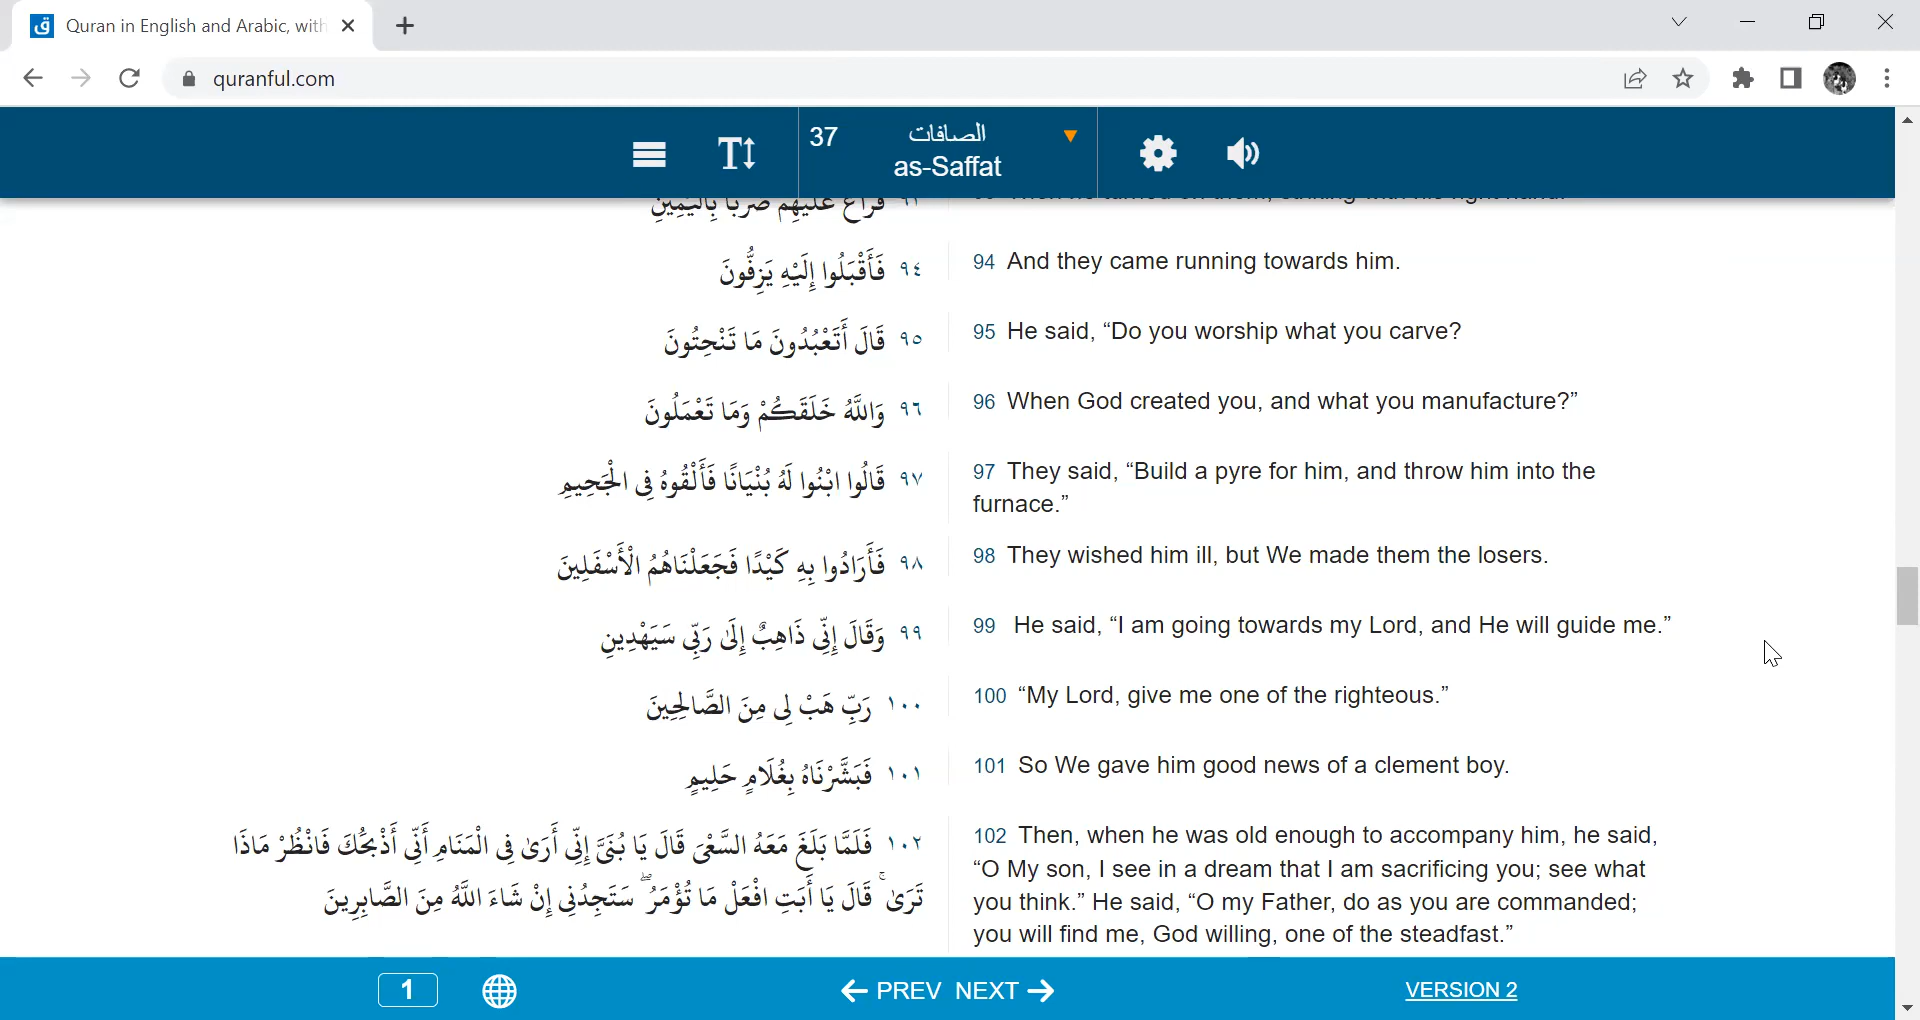 Quran in English and Arabic, with
quranful.com
37
الصافات
as-Saffat
فَأَقْبَلُوا إِلَيْهِ يَزِفُّونَ ٩٤
94 And they came running towards him.
قَالَ أَتَعْبُدُونَ مَا تَنْحِتُونَ ٩٥
95 He said, “Do you worship what you carve?
وَاللَّهُ خَلَقَكُمْ وَمَا تَعْمَلُونَ ٩٦
96 When God created you, and what you manufacture?”
قَالُوا ابْنُوا لَهُ بُنْيَانًا فَأَلْقُوهُ فِي الْجَحِيمِ ٩٧
97 They said, “Build a pyre for him, and throw him into the
furnace.”
فَأَرَادُوا بِهِ كَيْدًا فَجَعَلْنَاهُمُ الْأَسْفَلِينَ ٩٨
98 They wished him ill, but We made them the losers.
وَقَالَ إِنِّي ذَاهِبٌ إِلَىٰ رَبِّي سَيَهْدِينِ ٩٩
99 He said, “I am going towards my Lord, and He will guide me.”
رَبِّ هَبْ لِي مِنَ الصَّالِحِينَ ١٠٠
100 “My Lord, give me one of the righteous.”
فَبَشَّرْنَاهُ بِغُلَامٍ حَلِيمٍ ١٠١
101 So We gave him good news of a clement boy.
١٠٢ فَلَمَّا بَلَغَ مَعَهُ السَّعْيَ قَالَ يَا بُنَيَّ إِنِّي أَرَىٰ فِي الْمَنَامِ أَنِّي أَذْبَحُكَ فَانْظُرْ مَاذَا
تَرَىٰ ۚ قَالَ يَا أَبَتِ افْعَلْ مَا تُؤْمَرُ ۖ سَتَجِدُنِي إِنْ شَاءَ اللَّهُ مِنَ الصَّابِرِينَ
102 Then, when he was old enough to accompany him, he said,
“O My son, I see in a dream that I am sacrificing you; see what
you think.” He said, “O my Father, do as you are commanded;
you will find me, God willing, one of the steadfast.”
1
PREV NEXT
VERSION 2